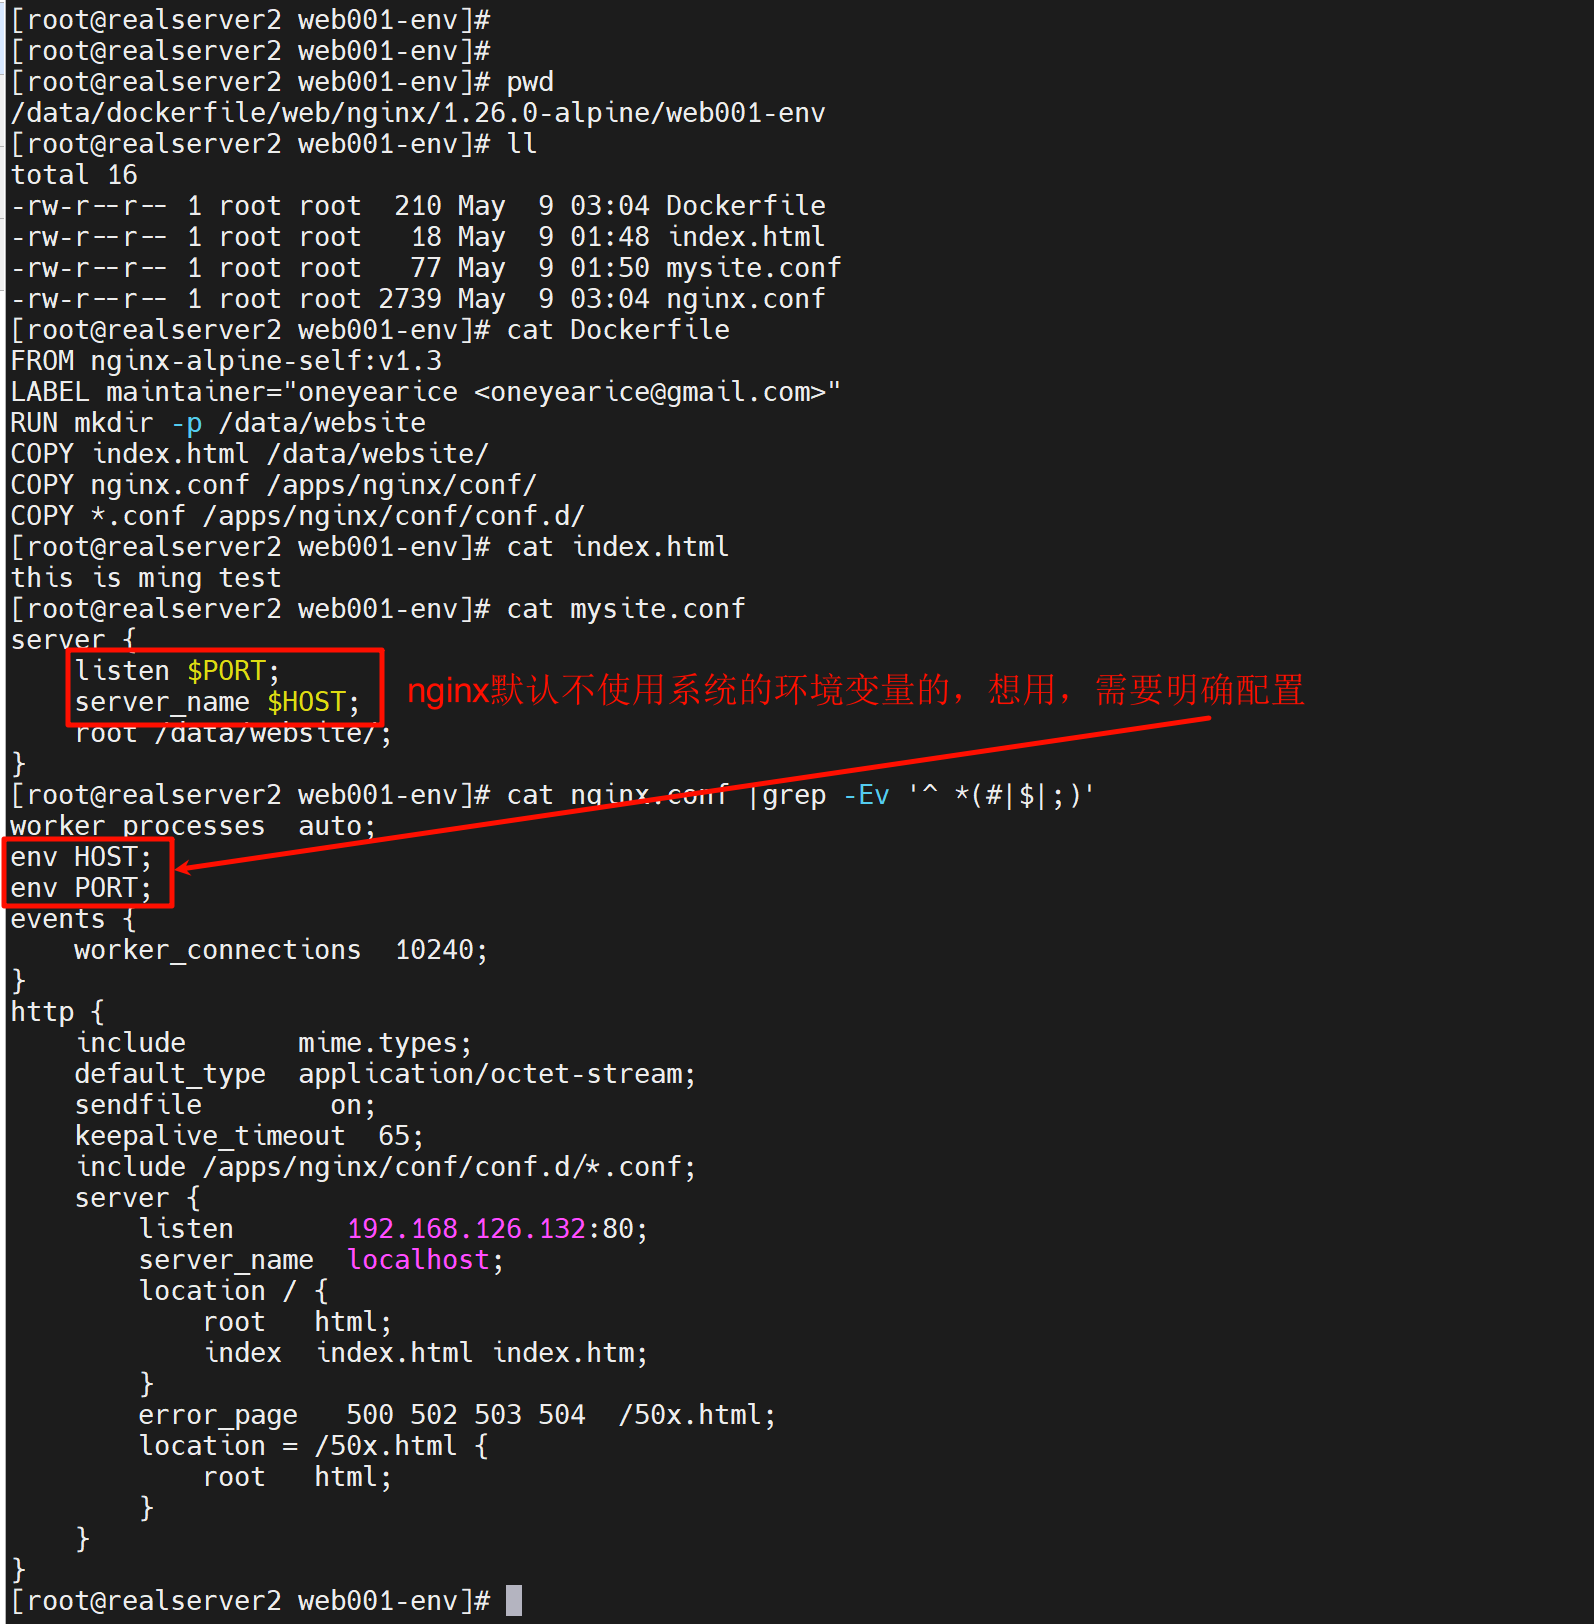 [root@realserver2 web001-env]#
[root@realserver2 web001-env]#
[root@realserver2 web001-env]# pwd
/data/dockerfile/web/nginx/1.26.0-alpine/web001-env
[root@realserver2 web001-env]# ll
total 16
-rw-r--r-- 1 root root  210 May  9 03:04 Dockerfile
-rw-r--r-- 1 root root   18 May  9 01:48 index.html
-rw-r--r-- 1 root root   77 May  9 01:50 mysite.conf
-rw-r--r-- 1 root root 2739 May  9 03:04 nginx.conf
[root@realserver2 web001-env]# cat Dockerfile
FROM nginx-alpine-self:v1.3
LABEL maintainer="oneyearice <oneyearice@gmail.com>"
RUN mkdir -p /data/website
COPY index.html /data/website/
COPY nginx.conf /apps/nginx/conf/
COPY *.conf /apps/nginx/conf/conf.d/
[root@realserver2 web001-env]# cat index.html
this is ming test
[root@realserver2 web001-env]# cat mysite.conf
server {
    listen $PORT;
    server_name $HOST;
nginx默认不使用系统的环境变量的，想用，需要明确配置
    root /data/website/;
}
[root@realserver2 web001-env]# cat nginx.conf |grep -Ev '^ *(#|$|;)'
worker_processes  auto;
env HOST;
env PORT;
events {
    worker_connections  10240;
}
http {
    include       mime.types;
    default_type  application/octet-stream;
    sendfile        on;
    keepalive_timeout  65;
    include /apps/nginx/conf/conf.d/*.conf;
    server {
        listen       192.168.126.132:80;
        server_name  localhost;
        location / {
            root   html;
            index  index.html index.htm;
        }
        error_page   500 502 503 504  /50x.html;
        location = /50x.html {
            root   html;
        }
    }
}
[root@realserver2 web001-env]#